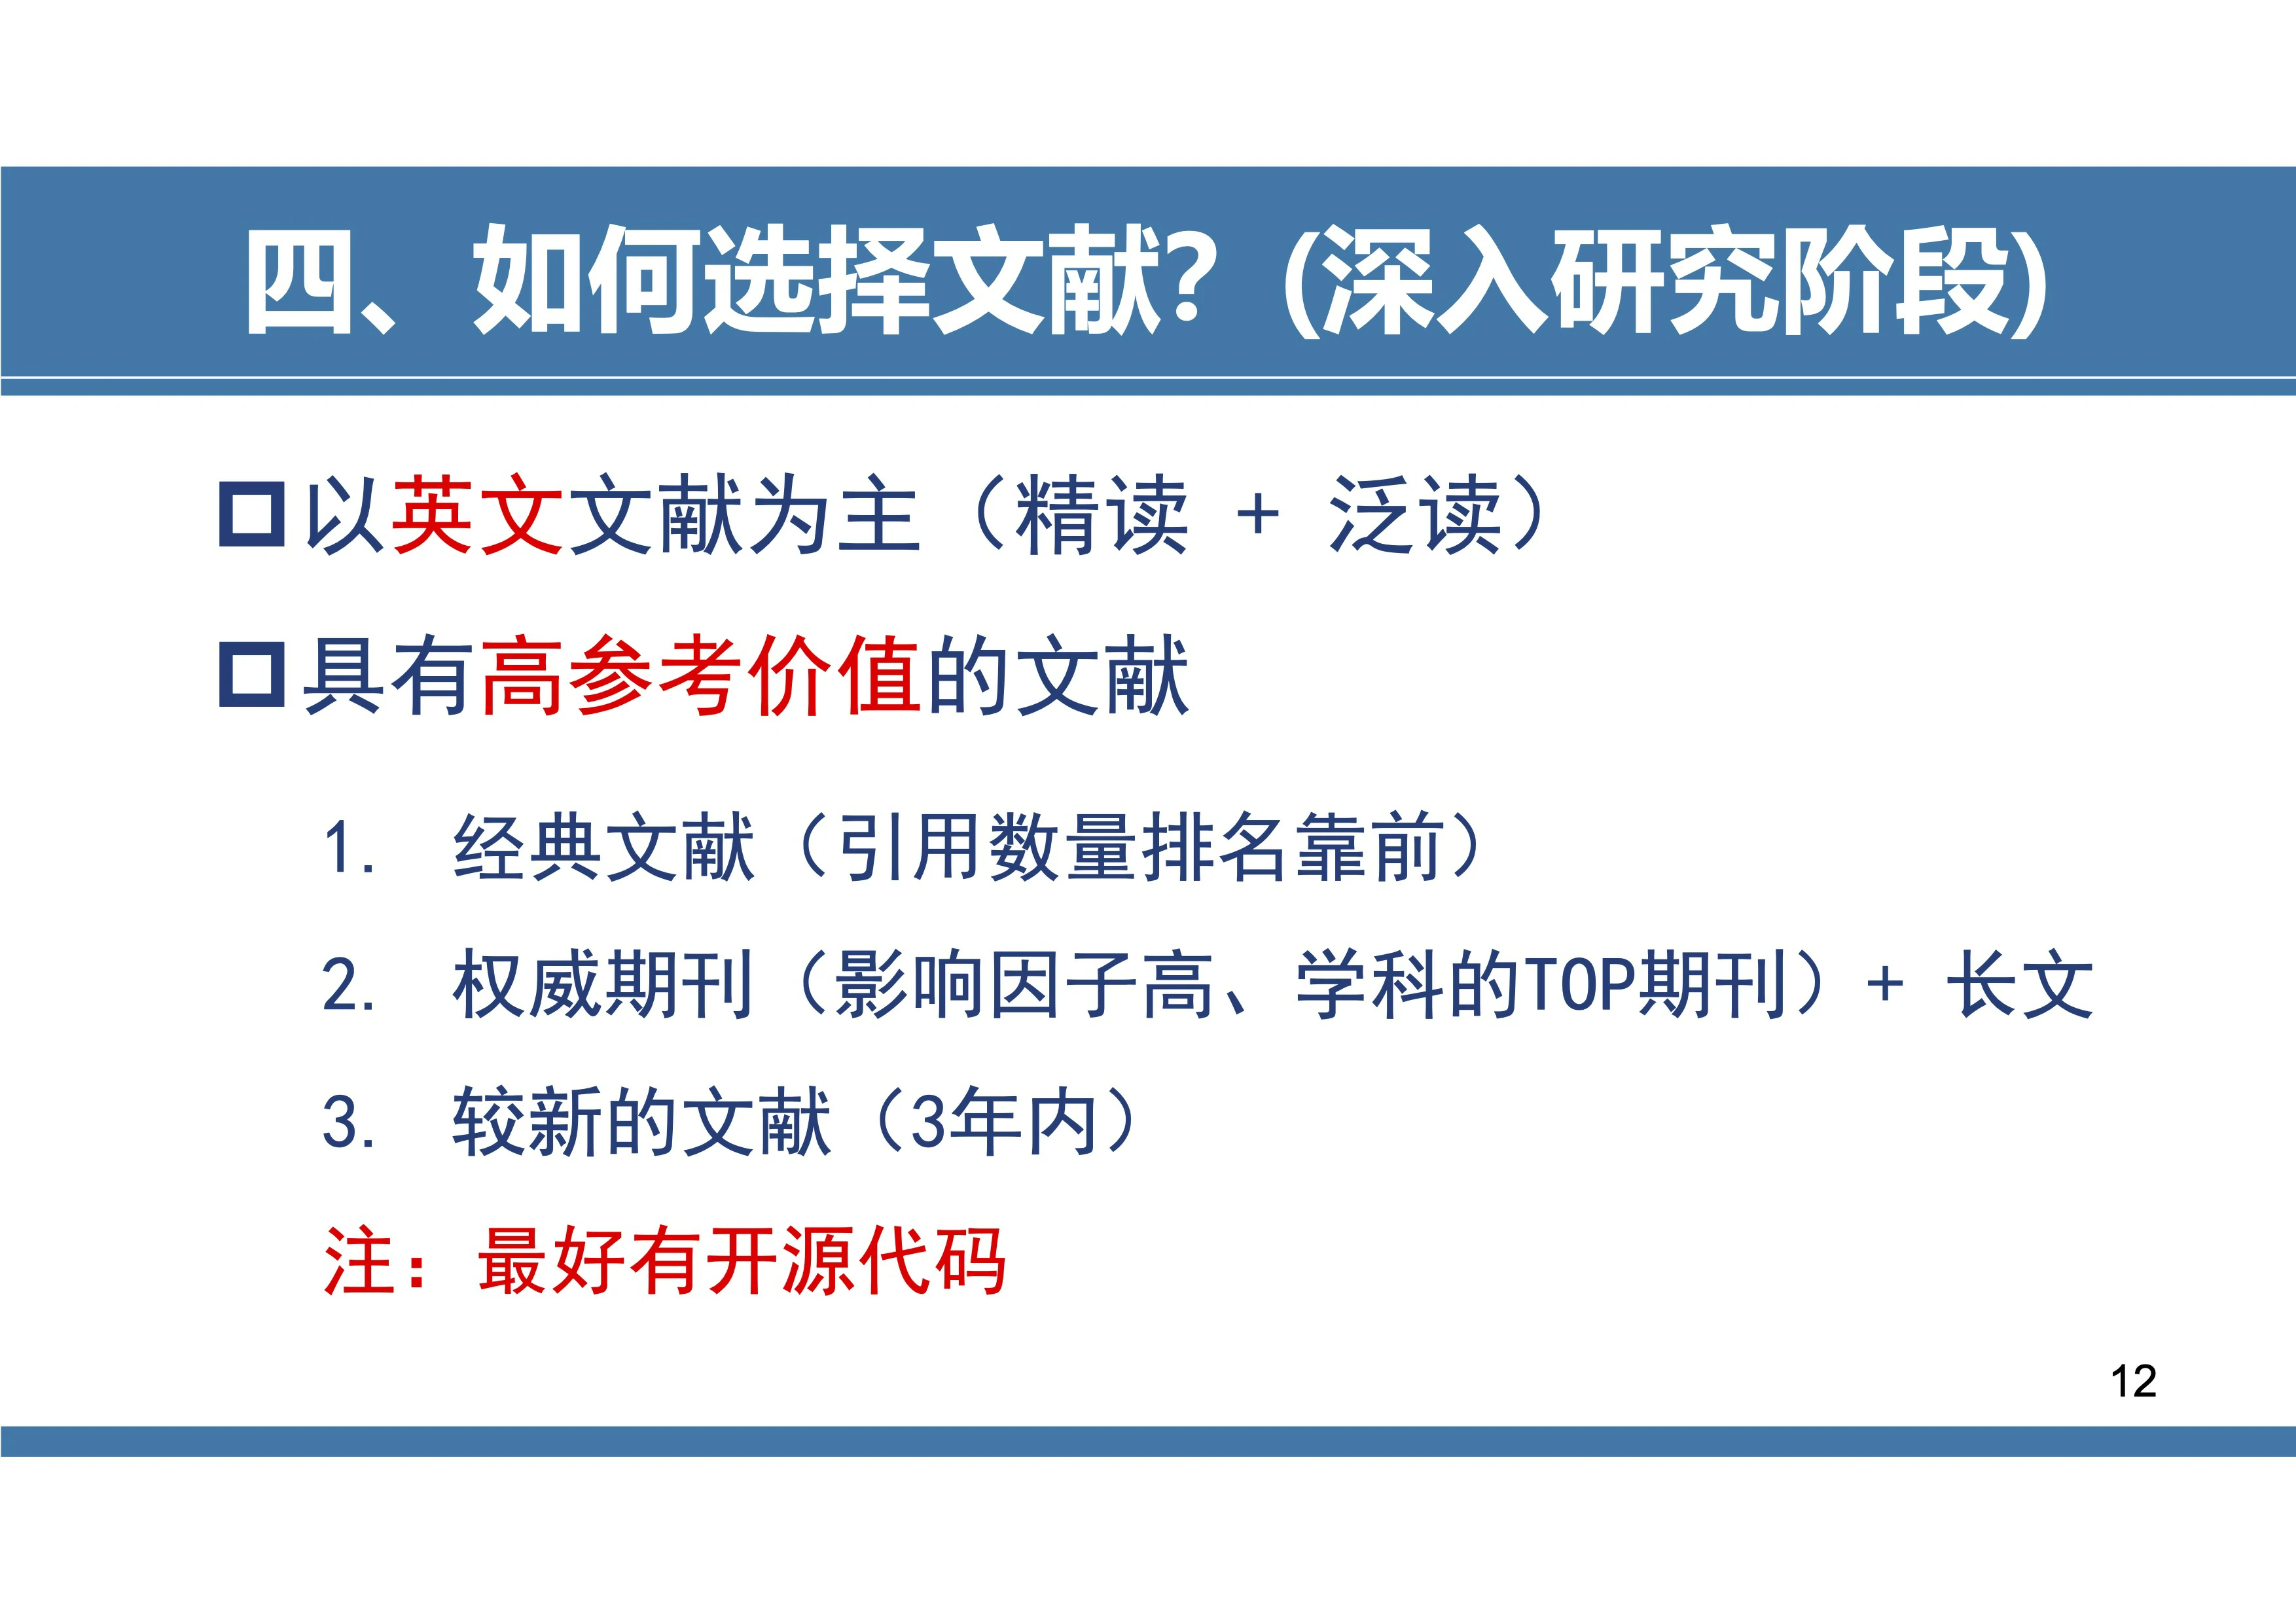 四、 如何选择文献？（深入研究阶段）
以英文文献为主（精读 + 泛读）
具有高参考价值的文献
1. 经典文献（引用数量排名靠前）
2. 权威期刊（影响因子高、学科的TOP期刊）+ 长文
3. 较新的文献（3年内）
注：最好有开源代码
12